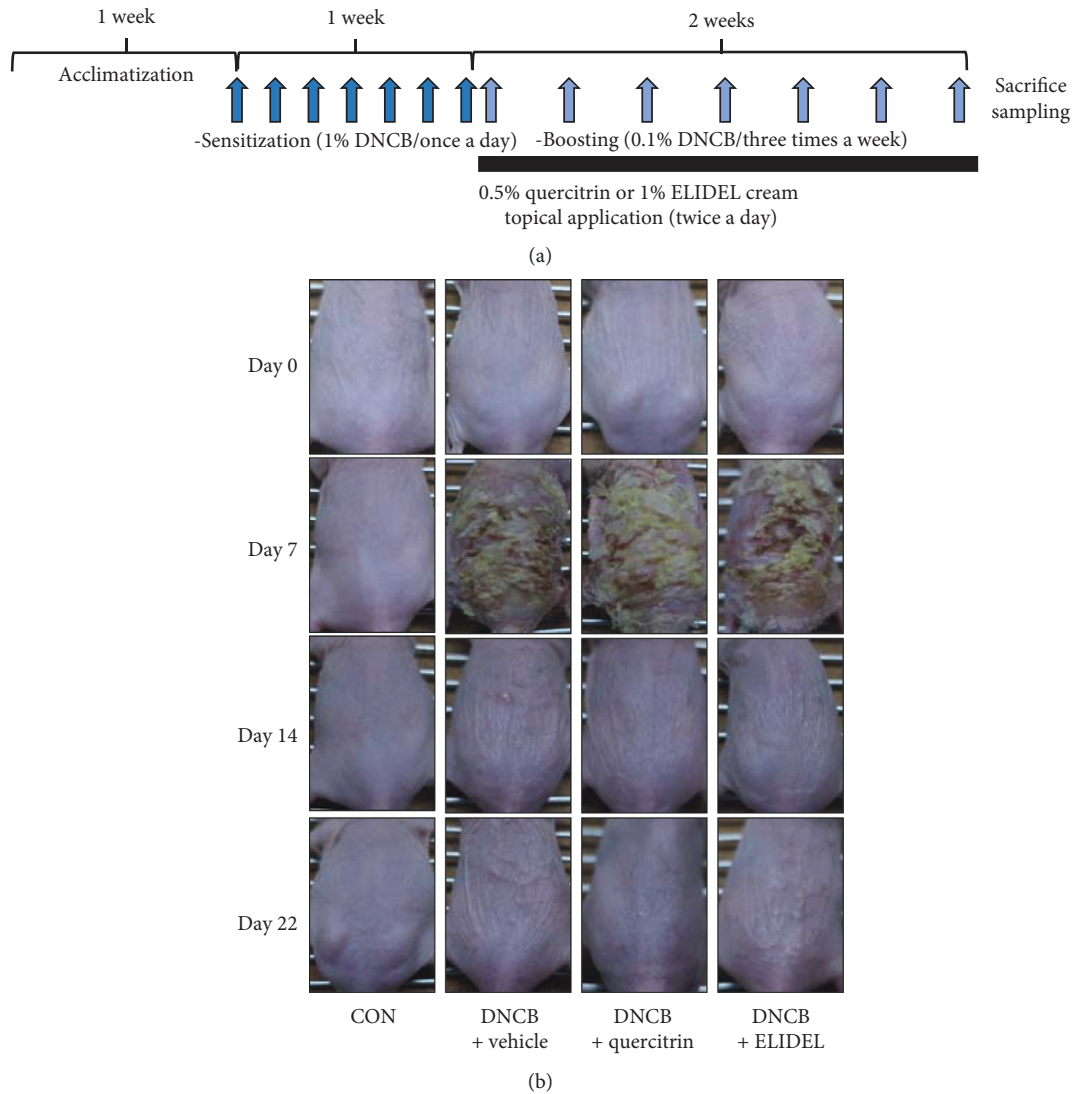 1 week
1 week
2 weeks
Acclimatization
Sacrifice
sampling
-Sensitization (1% DNCB/once a day)
-Boosting (0.1% DNCB/three times a week)
0.5% quercitrin or 1% ELIDEL cream
topical application (twice a day)
(a)
Day 0
Day 7
Day 14
Day 22
CON
DNCB
+ vehicle
DNCB
+ quercitrin
DNCB
+ ELIDEL
(b)